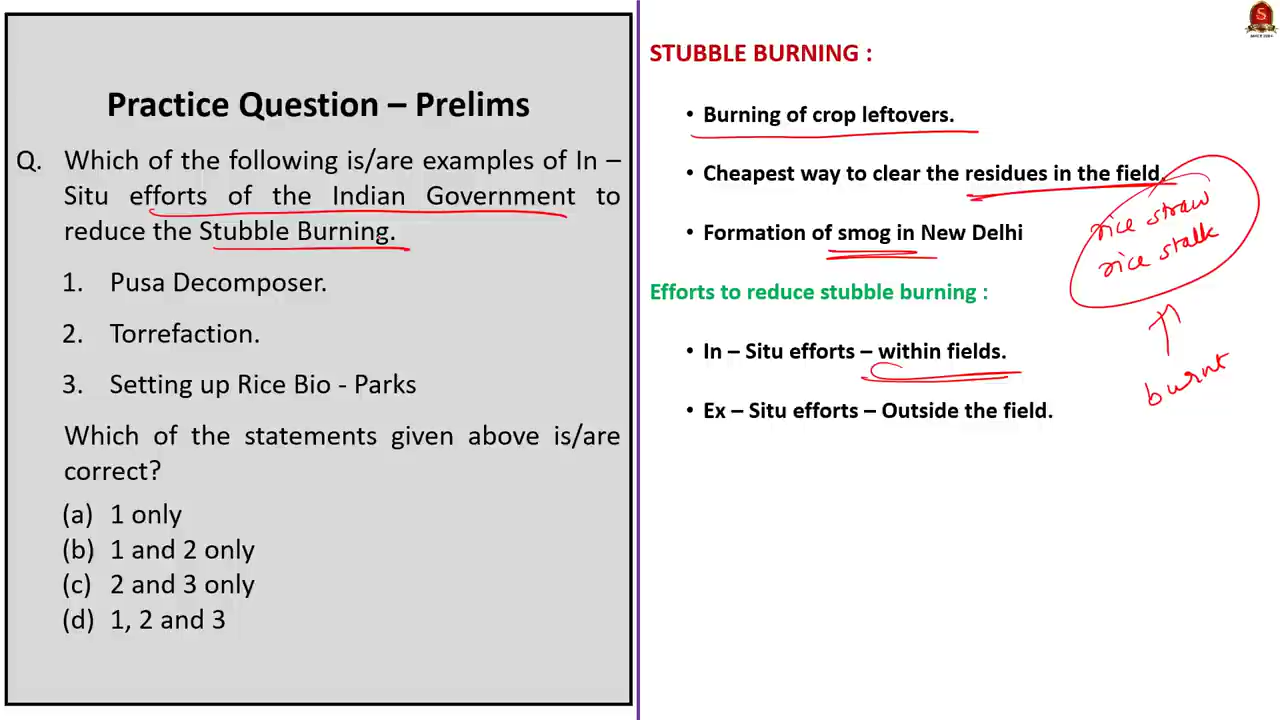 Practice Question – Prelims
Q. Which of the following is/are examples of In –
Situ efforts of the Indian Government to
reduce the Stubble Burning.
1. Pusa Decomposer.
2. Torrefaction.
3. Setting up Rice Bio - Parks
Which of the statements given above is/are
correct?
(a) 1 only
(b) 1 and 2 only
(c) 2 and 3 only
(d) 1, 2 and 3
STUBBLE BURNING :
• Burning of crop leftovers.
• Cheapest way to clear the residues in the field.
• Formation of smog in New Delhi
Efforts to reduce stubble burning :
• In – Situ efforts – within fields.
• Ex – Situ efforts – Outside the field.
rice straw
rice stalk
burnt
S